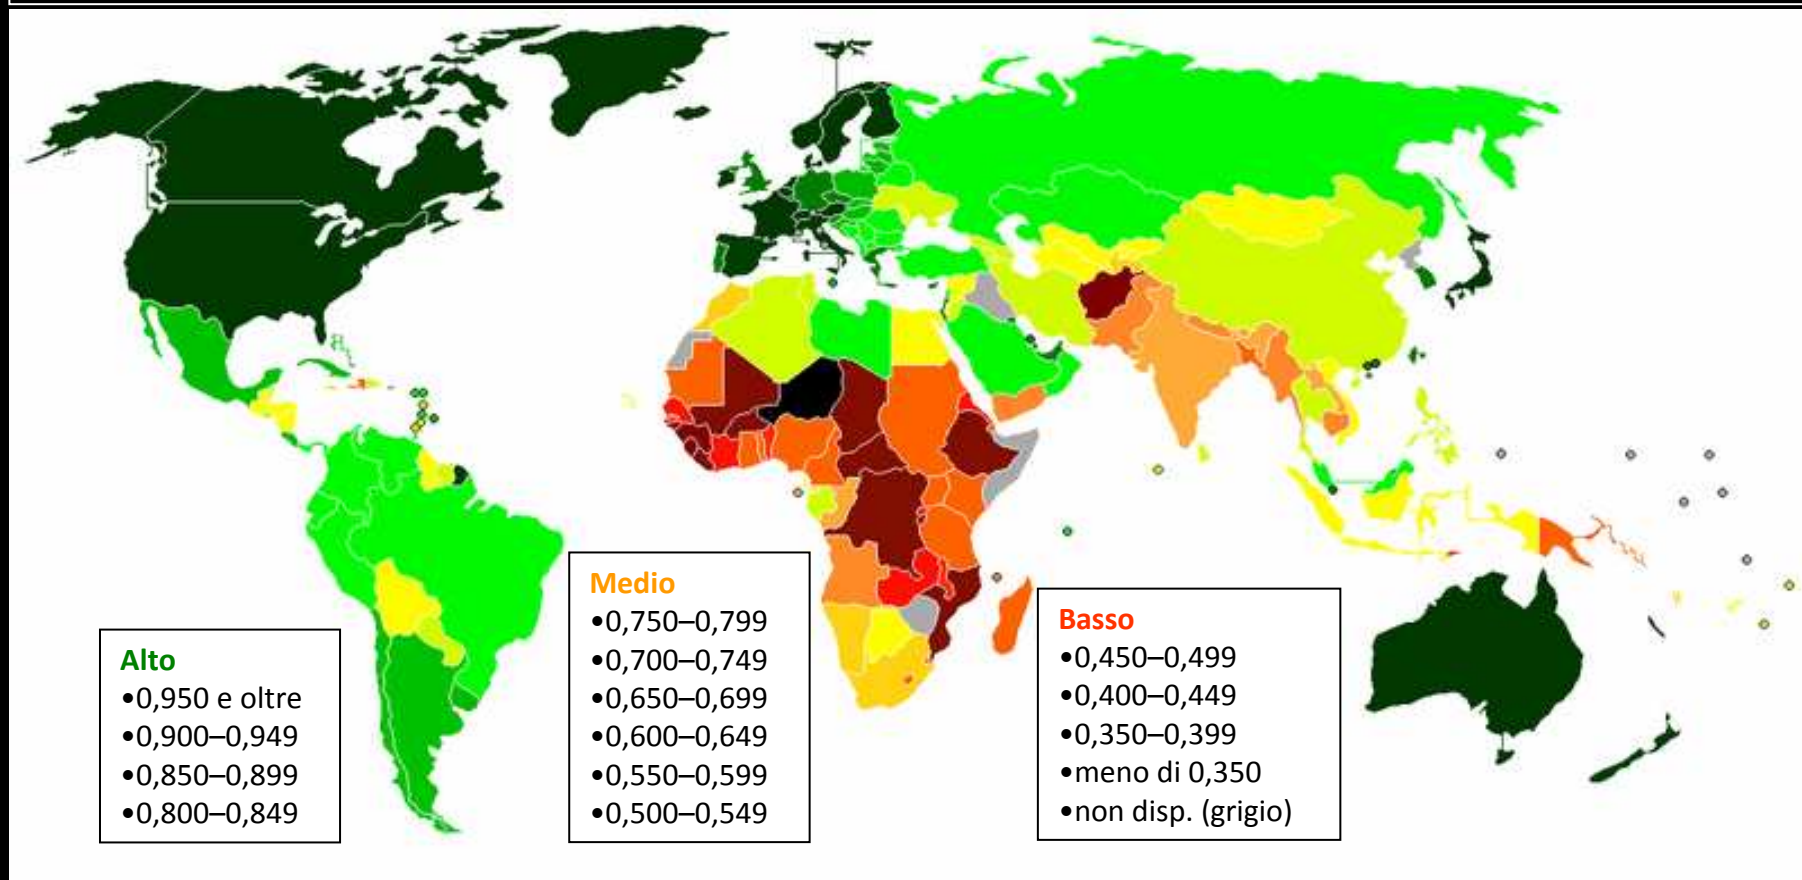 Alto
•0,950 e oltre
•0,900–0,949
•0,850–0,899
•0,800–0,849
Medio
•0,750–0,799
•0,700–0,749
•0,650–0,699
•0,600–0,649
•0,550–0,599
•0,500–0,549
Basso
•0,450–0,499
•0,400–0,449
•0,350–0,399
•meno di 0,350
•non disp. (grigio)